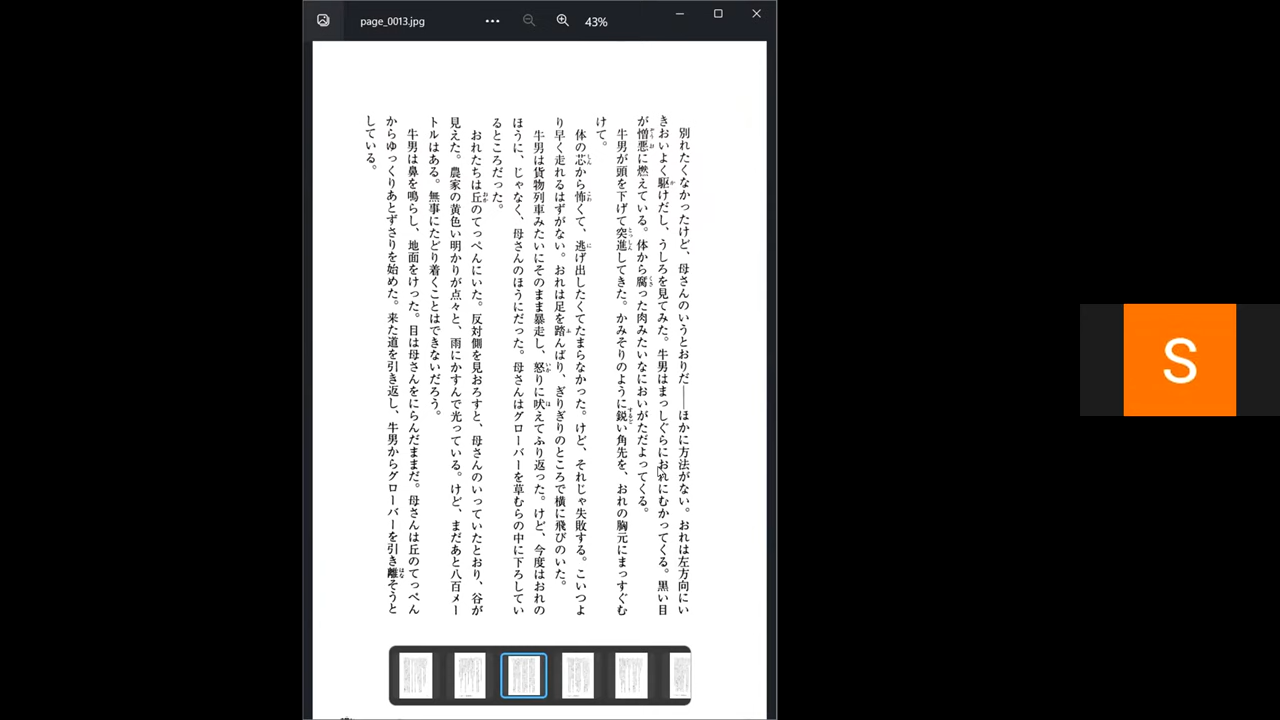 page_0013.jpg
43%
別れたくなかったけど、母さんのいうとおりだ――ほかに方法がない。おれは左方向にい
きおいよく駆けだし、うしろを見てみた。牛男はまっしぐらにおれにむかってくる。黒い目
が憎悪に燃えている。体から腐った肉みたいなにおいがただよってくる。
牛男が頭を下げて突進してきた。かみそりのように鋭い角先を、おれの胸元にまっすぐむ
けて。
体の芯から怖くて、逃げ出したくてたまらなかった。けど、それじゃ失敗する。こいつよ
り早く走れるはずがない。おれは足を踏んばり、ぎりぎりのところで横に飛びのいた。
牛男は貨物列車みたいにそのまま暴走し、怒りに吠えてふり返った。けど、今度はおれの
ほうに、じゃなく、母さんのほうにだった。母さんはグローバーを草むらの中に下ろしてい
るところだった。
おれたちは丘のてっぺんにいた。反対側を見おろすと、母さんのいっていたとおり、谷が
見えた。農家の黄色い明かりが点々と、雨にかすんで光っている。けど、まだあと八百メー
トルはある。無事にたどり着くことはできないだろう。
牛男は鼻を鳴らし、地面をけった。目は母さんをにらんだままだ。母さんは丘のてっぺん
からゆっくりあとずさりを始めた。来た道を引き返し、牛男からグローバーを引き離そうと
している。
S